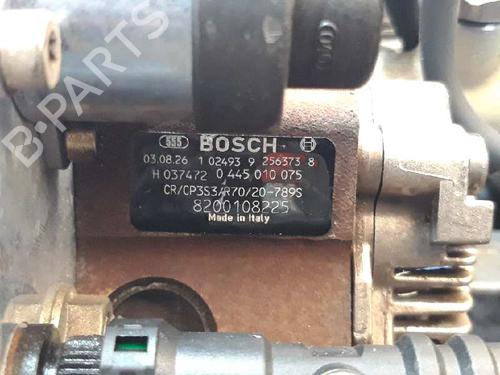 B-PARTS
555 BOSCH
03.08.26 1 02493 9 256373 8
H 037472 0 445 010 075
CR/CP3S3/R70/20-789S
8200108225
Made in Italy